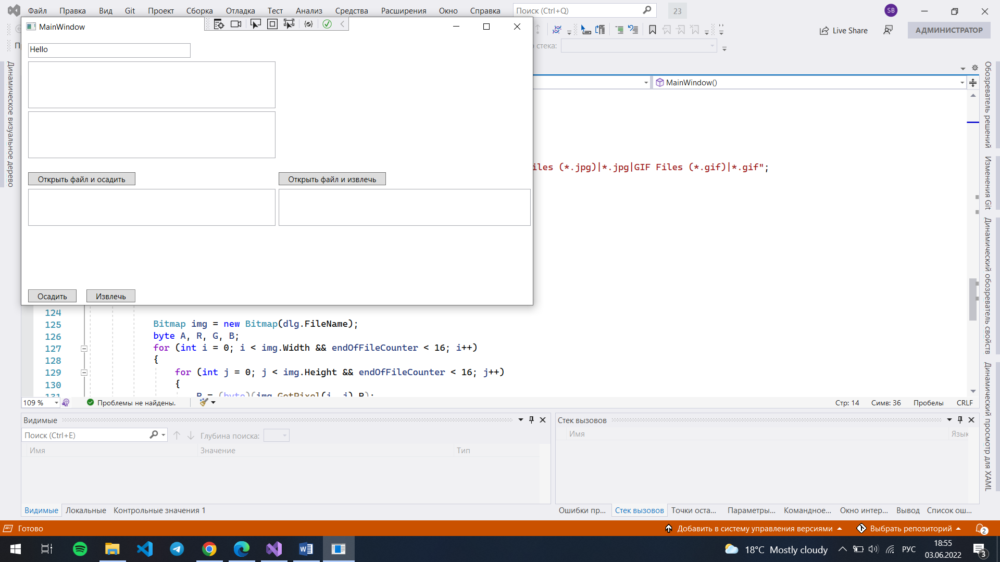 Файл Правка Вид Git Проект Сборка Отладка Тест Анализ Средства Расширения Окно Справка Поиск (Ctrl+Q) 23 SB
MainWindow
Live Share АДМИНИСТРАТОР
стека:
Hello
MainWindow()
Динамическое визуальное дерево
Обозреватель решений
Изменения Git
Динамический обозреватель свойств
Динамический просмотр для XAML
iles (*.jpg)|*.jpg|GIF Files (*.gif)|*.gif";
Открыть файл и осадить Открыть файл и извлечь
Осадить Извлечь
124
125 Bitmap img = new Bitmap(dlg.FileName);
126 byte A, R, G, B;
127 for (int i = 0; i < img.Width && endOfFileCounter < 16; i++)
128 {
129 for (int j = 0; j < img.Height && endOfFileCounter < 16; j++)
130 {
131 R = (byte)(img.GetPixel(i, j).R);
109 % Проблемы не найдены. Стр: 14 Симв: 36 Пробелы CRLF
Видимые
Поиск (Ctrl+E) Глубина поиска:
Имя Значение Тип
Видимые Локальные Контрольные значения 1
Стек вызовов
Имя Язык
Ошибки пр... Стек вызовов Точки оста... Параметры... Командное... Окно интер... Вывод Список ош...
Готово Добавить в систему управления версиями Выбрать репозиторий 2
18°C Mostly cloudy РУС 18:55
03.06.2022 3